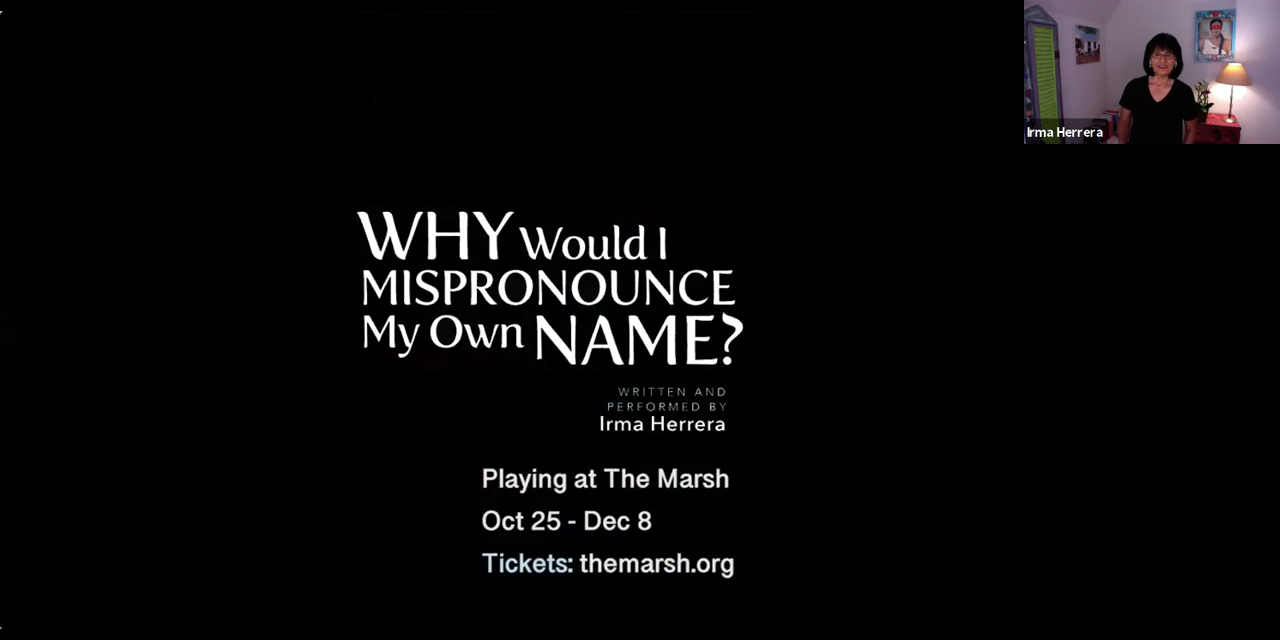 WHY Would I
MISPRONOUNCE
My Own NAME?
WRITTEN AND
PERFORMED BY
Irma Herrera
Playing at The Marsh
Oct 25 - Dec 8
Tickets: themarsh.org
Irma Herrera